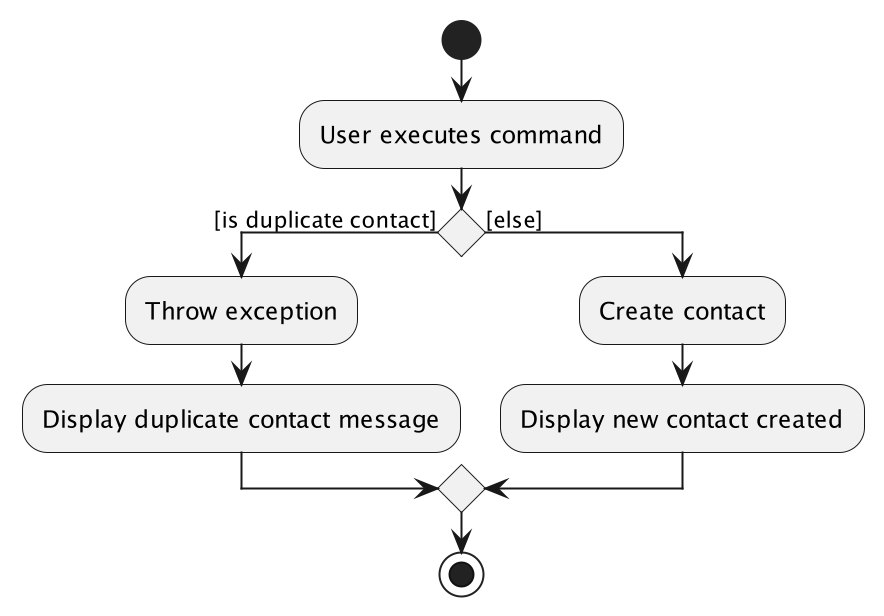 User executes command
[is duplicate contact]
[else]
Throw exception
Create contact
Display duplicate contact message
Display new contact created